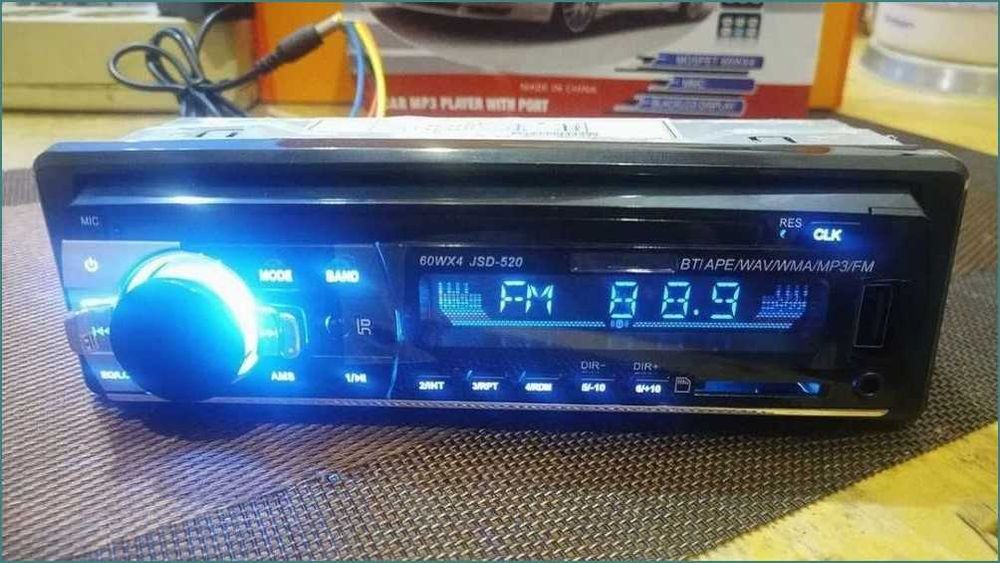 MOSFET 60WX4
MADE IN CHINA
CAR MP3 PLAYER WITH PORT
MIC
RES
CLK
MODE
BAND
60WX4 JSD-520
BT/APE/WAV/WMA/MP3/FM
FM 88.9
DIR-
DIR+
AMS
1/
2/INT
3/RPT
4/RDM
5/-10
6/+10